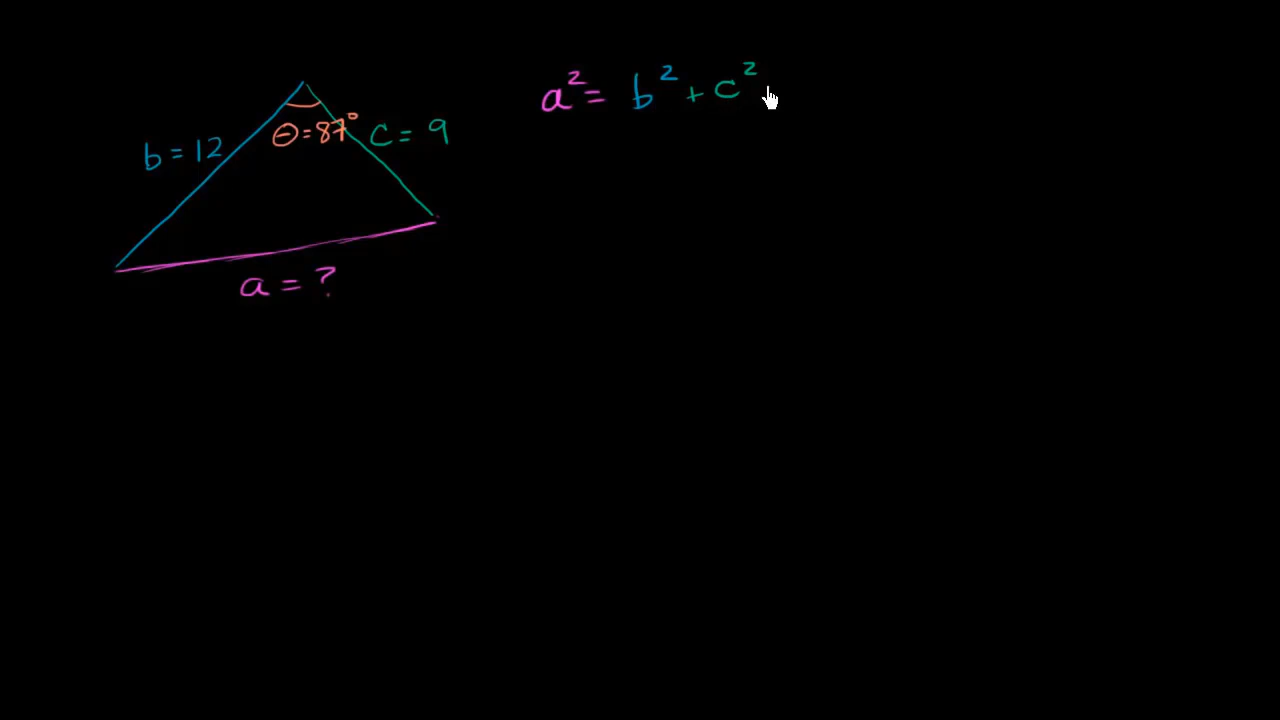 a² = b² + c²
b = 12
θ = 87°
c = 9
a = ?